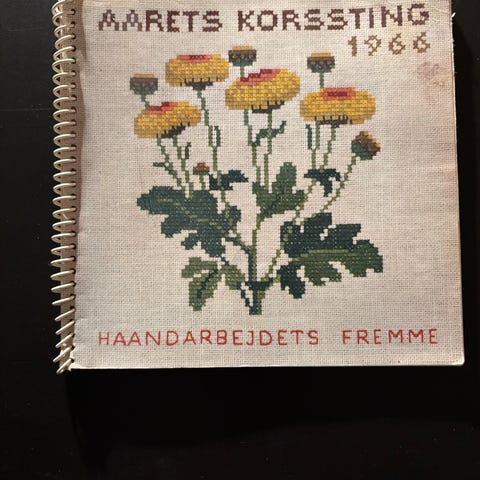 AARETS KORSSTING
1966
HAANDARBEJDETS FREMME